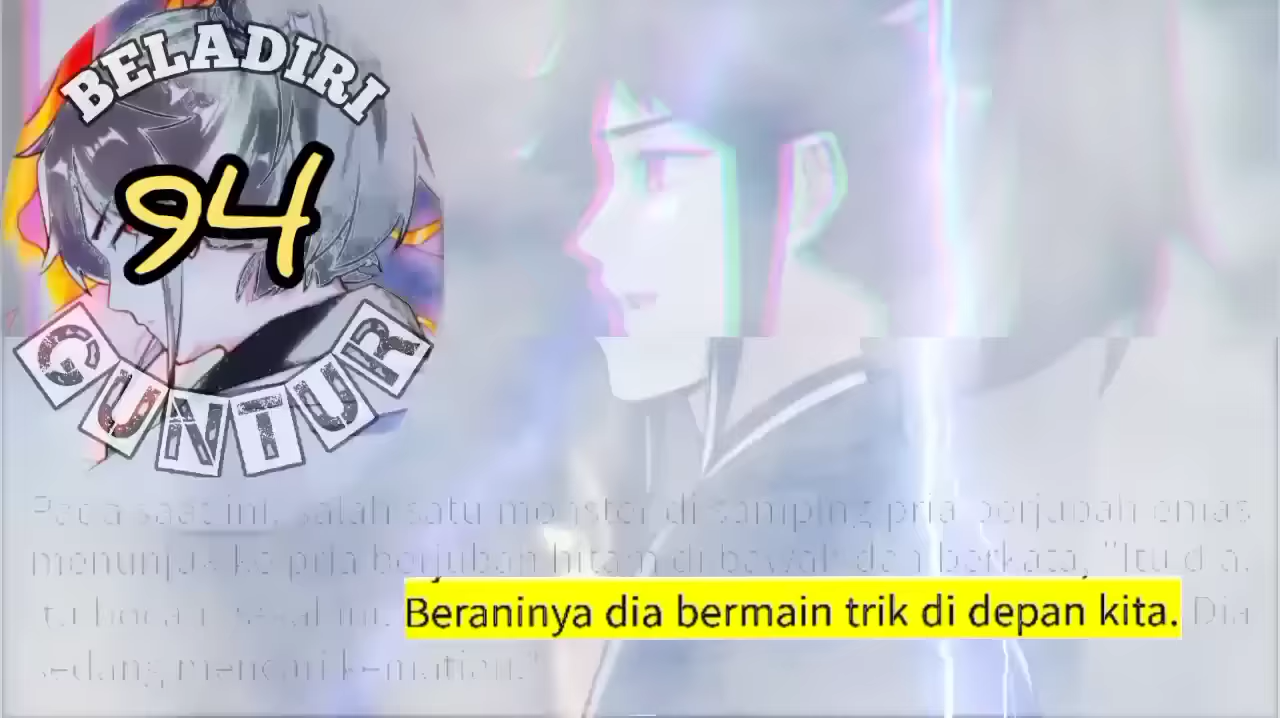 BELADIRI
94
GUNTUR
Pada saat ini, salah satu monster di samping pria berjubah emas
menunjuk ke pria berjubah hitam di bawah dan berkata, "Itu dia.
Beraninya dia bermain trik di depan kita. Dia
sedang mencari kematian."